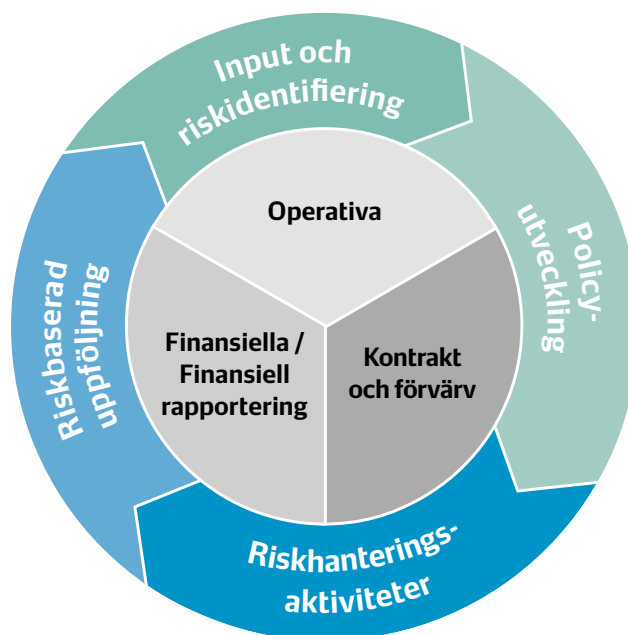 Input och
riskidentifiering
Policy-
utveckling
Riskhanterings-
aktiviteter
Riskbaserad
uppföljning
Operativa
Kontrakt
och förvärv
Finansiella /
Finansiell
rapportering